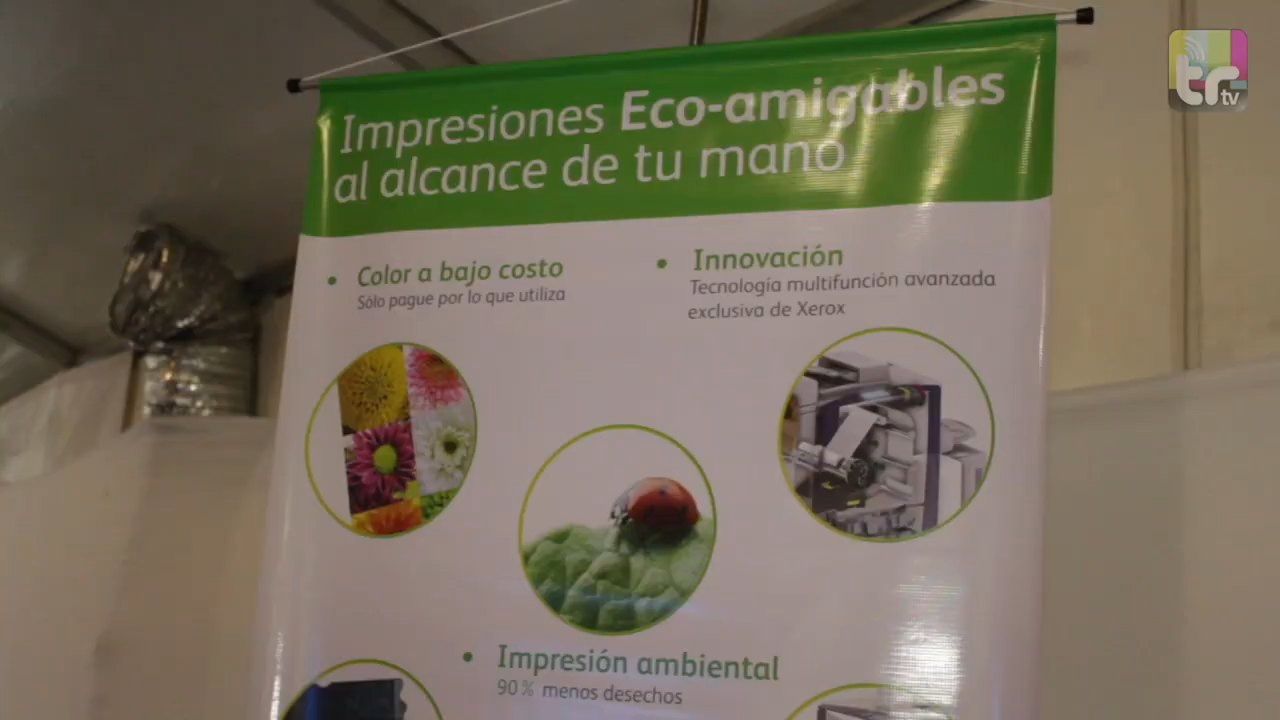 Impresiones Eco-amigables
al alcance de tu mano
• Color a bajo costo
Sólo pague por lo que utiliza
• Innovación
Tecnología multifunción avanzada
exclusiva de Xerox
• Impresión ambiental
90% menos desechos
tr
tv